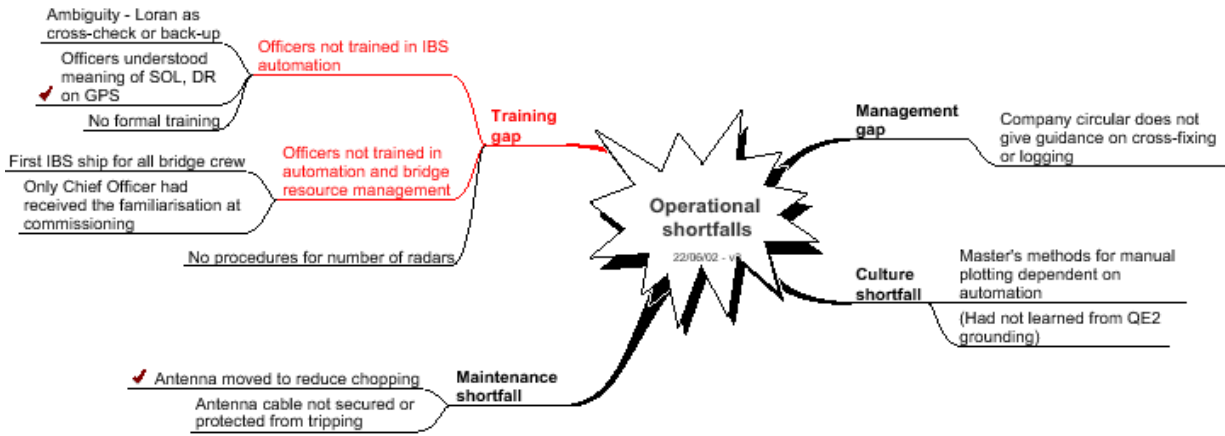 Ambiguity - Loran as
cross-check or back-up
Officers understood
meaning of SOL, DR
on GPS
No formal training
Officers not trained in IBS
automation
First IBS ship for all bridge crew
Only Chief Officer had
received the familiarisation at
commissioning
Officers not trained in
automation and bridge
resource management
No procedures for number of radars
Training
gap
Antenna moved to reduce chopping
Antenna cable not secured or
protected from tripping
Maintenance
shortfall
Operational
shortfalls
22/06/02 -
Management
gap
Company circular does not
give guidance on cross-fixing
or logging
Culture
shortfall
Master's methods for manual
plotting dependent on
automation
(Had not learned from QE2
grounding)